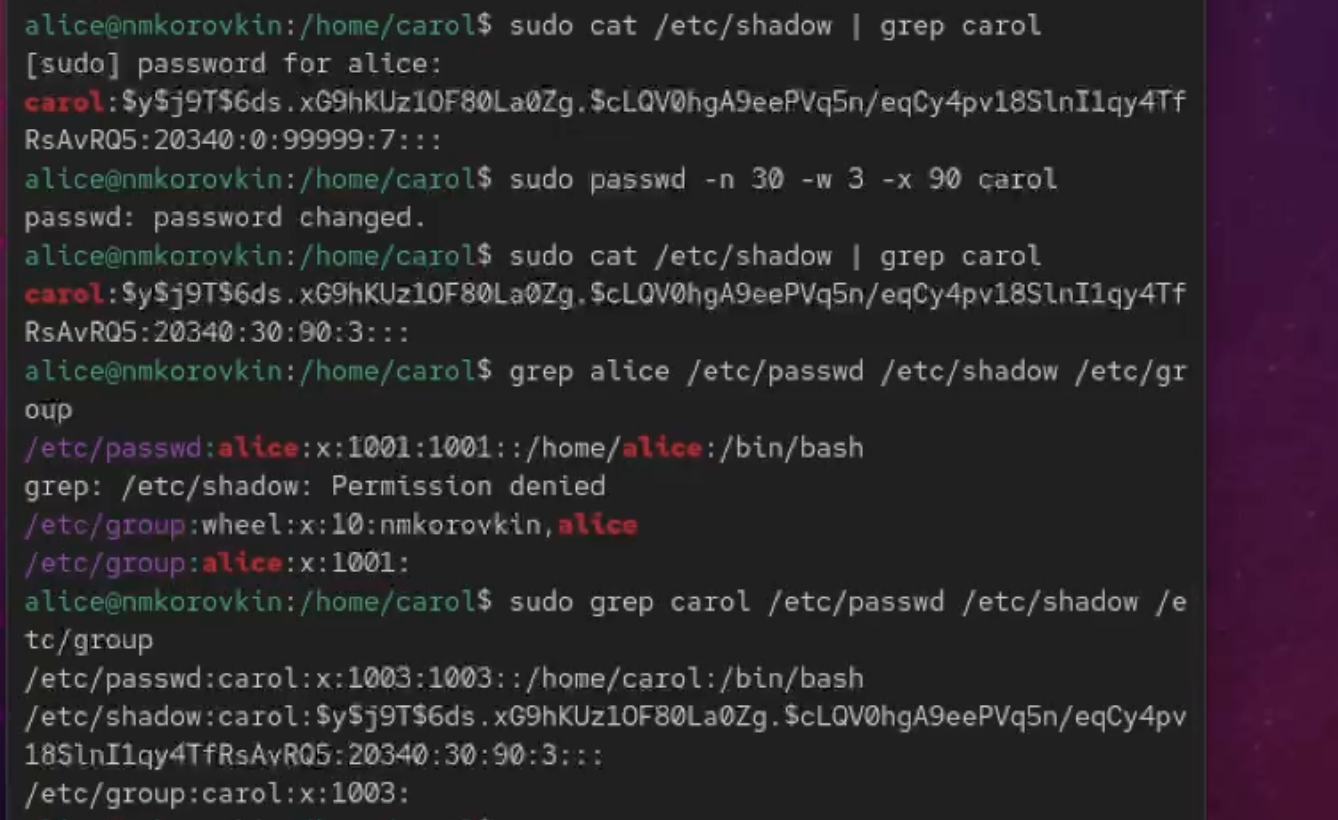 alice@nmkorovkin:/home/carol$ sudo cat /etc/shadow | grep carol
[sudo] password for alice:
carol:$y$j9T$6ds.xG9hKUz1OF80La0Zg.$cLQV0hgA9eePVq5n/eqCy4pv18SlnI1qy4Tf
RsAvRQ5:20340:0:99999:7:::
alice@nmkorovkin:/home/carol$ sudo passwd -n 30 -w 3 -x 90 carol
passwd: password changed.
alice@nmkorovkin:/home/carol$ sudo cat /etc/shadow | grep carol
carol:$y$j9T$6ds.xG9hKUz1OF80La0Zg.$cLQV0hgA9eePVq5n/eqCy4pv18SlnI1qy4Tf
RsAvRQ5:20340:30:90:3:::
alice@nmkorovkin:/home/carol$ grep alice /etc/passwd /etc/shadow /etc/gr
oup
/etc/passwd:alice:x:1001:1001::/home/alice:/bin/bash
grep: /etc/shadow: Permission denied
/etc/group:wheel:x:10:nmkorovkin,alice
/etc/group:alice:x:1001:
alice@nmkorovkin:/home/carol$ sudo grep carol /etc/passwd /etc/shadow /e
tc/group
/etc/passwd:carol:x:1003:1003::/home/carol:/bin/bash
/etc/shadow:carol:$y$j9T$6ds.xG9hKUz1OF80La0Zg.$cLQV0hgA9eePVq5n/eqCy4pv
18SlnI1qy4TfRsAvRQ5:20340:30:90:3:::
/etc/group:carol:x:1003: